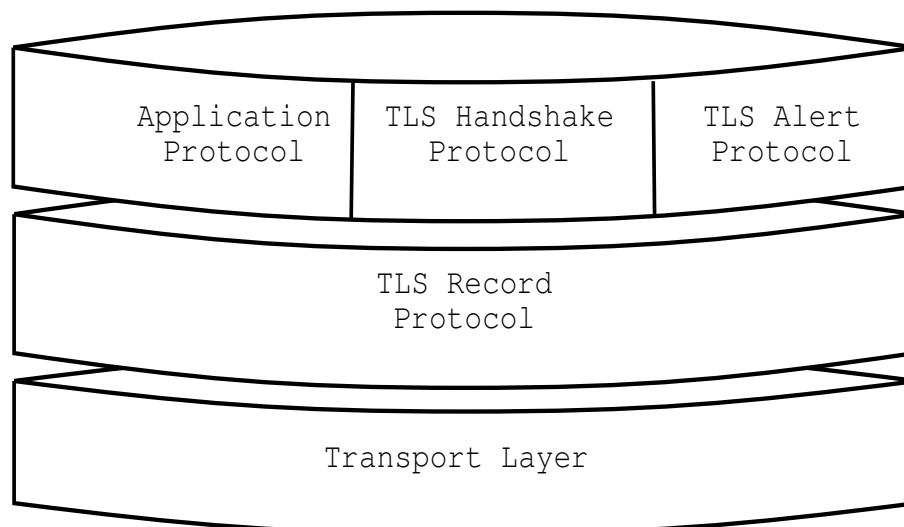 Application
Protocol
TLS Handshake
Protocol
TLS Alert
Protocol
TLS Record
Protocol
Transport Layer